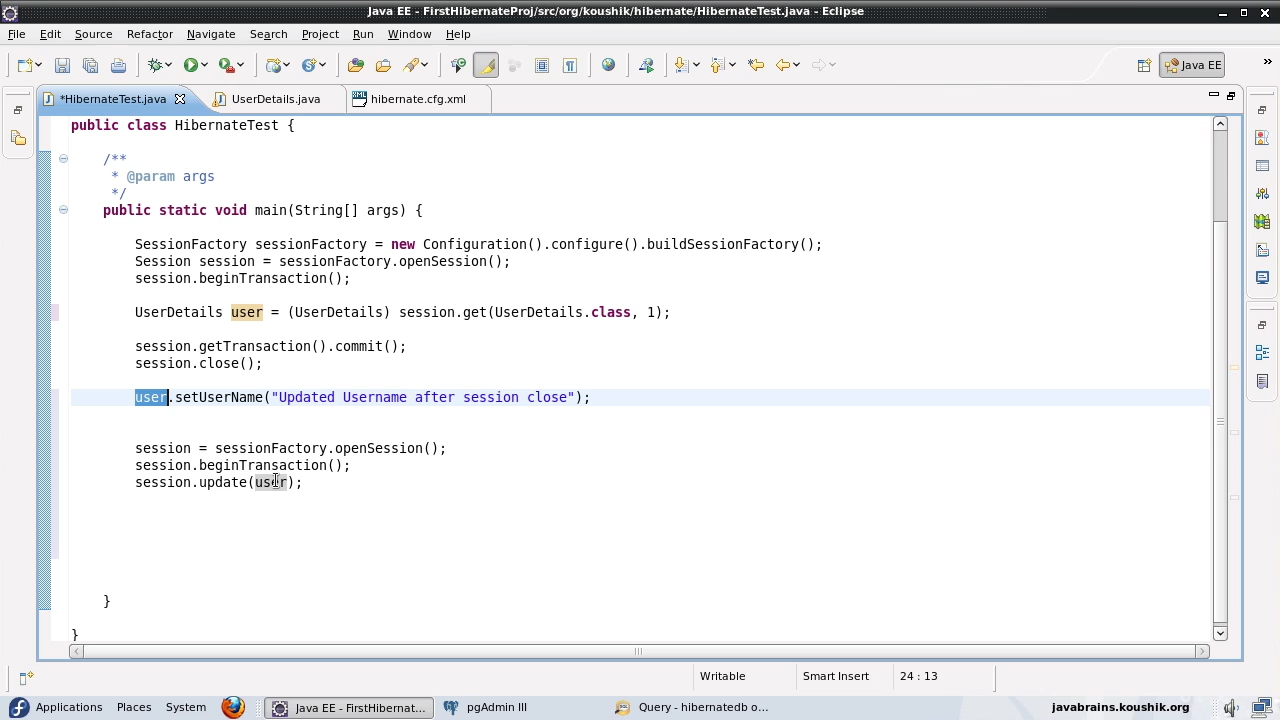 Java EE - FirstHibernateProj/src/org/koushik/hibernate/HibernateTest.java - Eclipse
File Edit Source Refactor Navigate Search Project Run Window Help
Java EE
»
*HibernateTest.java UserDetails.java hibernate.cfg.xml
public class HibernateTest {
/**
* @param args
*/
public static void main(String[] args) {
SessionFactory sessionFactory = new Configuration().configure().buildSessionFactory();
Session session = sessionFactory.openSession();
session.beginTransaction();
UserDetails user = (UserDetails) session.get(UserDetails.class, 1);
session.getTransaction().commit();
session.close();
user.setUserName("Updated Username after session close");
session = sessionFactory.openSession();
session.beginTransaction();
session.update(user);
}
}
Writable Smart Insert 24 : 13
Applications Places System Java EE - FirstHibernat... pgAdmin III Query - hibernatedb o... javabrains.koushik.org